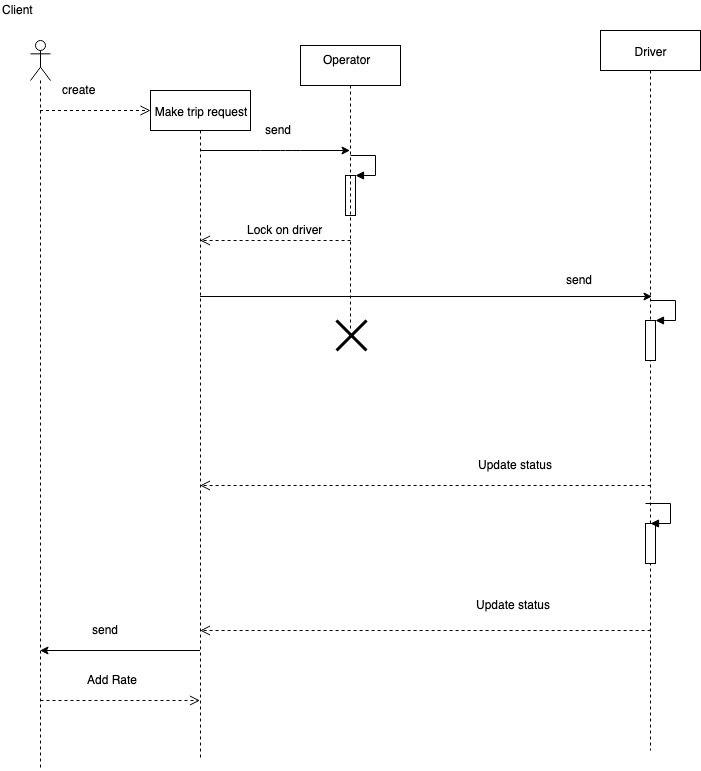 Client
Operator
Driver
create
Make trip request
send
Lock on driver
send
Update status
Update status
send
Add Rate